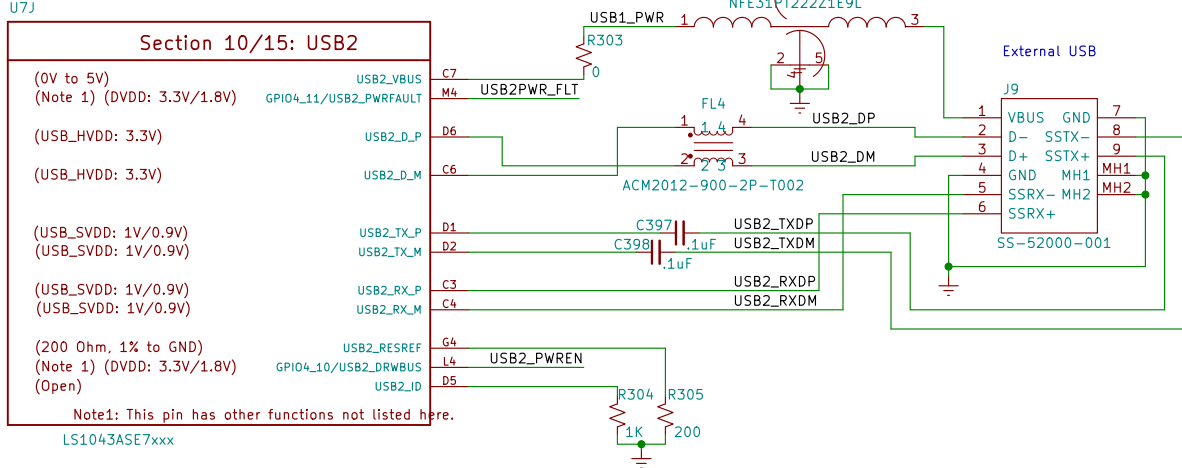 U7J
Section 10/15: USB2
(0V to 5V)
USB2_VBUS
C7
(Note 1) (DVDD: 3.3V/1.8V)
GPIO4_11/USB2_PWRFAULT
M4
USB2PWR_FLT
(USB_HVDD: 3.3V)
USB2_D_P
D6
(USB_HVDD: 3.3V)
USB2_D_M
C6
(USB_SVDD: 1V/0.9V)
USB2_TX_P
D1
(USB_SVDD: 1V/0.9V)
USB2_TX_M
D2
(USB_SVDD: 1V/0.9V)
USB2_RX_P
C3
(USB_SVDD: 1V/0.9V)
USB2_RX_M
C4
(200 Ohm, 1% to GND)
USB2_RESREF
G4
(Note 1) (DVDD: 3.3V/1.8V)
GPIO4_10/USB2_DRWBUS
L4
USB2_PWREN
(Open)
USB2_ID
D5
Note1: This pin has other functions not listed here.
LS1043ASE7xxx
USB1_PWR
R303
0
NFE31PT222Z1E9L
1
3
2
5
4
FL4
1
1 4
4
2
2 3
3
ACM2012-900-2P-T002
USB2_DP
USB2_DM
C397
.1uF
C398
.1uF
USB2_TXDP
USB2_TXDM
USB2_RXDP
USB2_RXDM
R304
1K
R305
200
External USB
J9
1 VBUS GND 7
2 D- SSTX- 8
3 D+ SSTX+ 9
4 GND MH1 MH1
5 SSRX- MH2 MH2
6 SSRX+
SS-52000-001